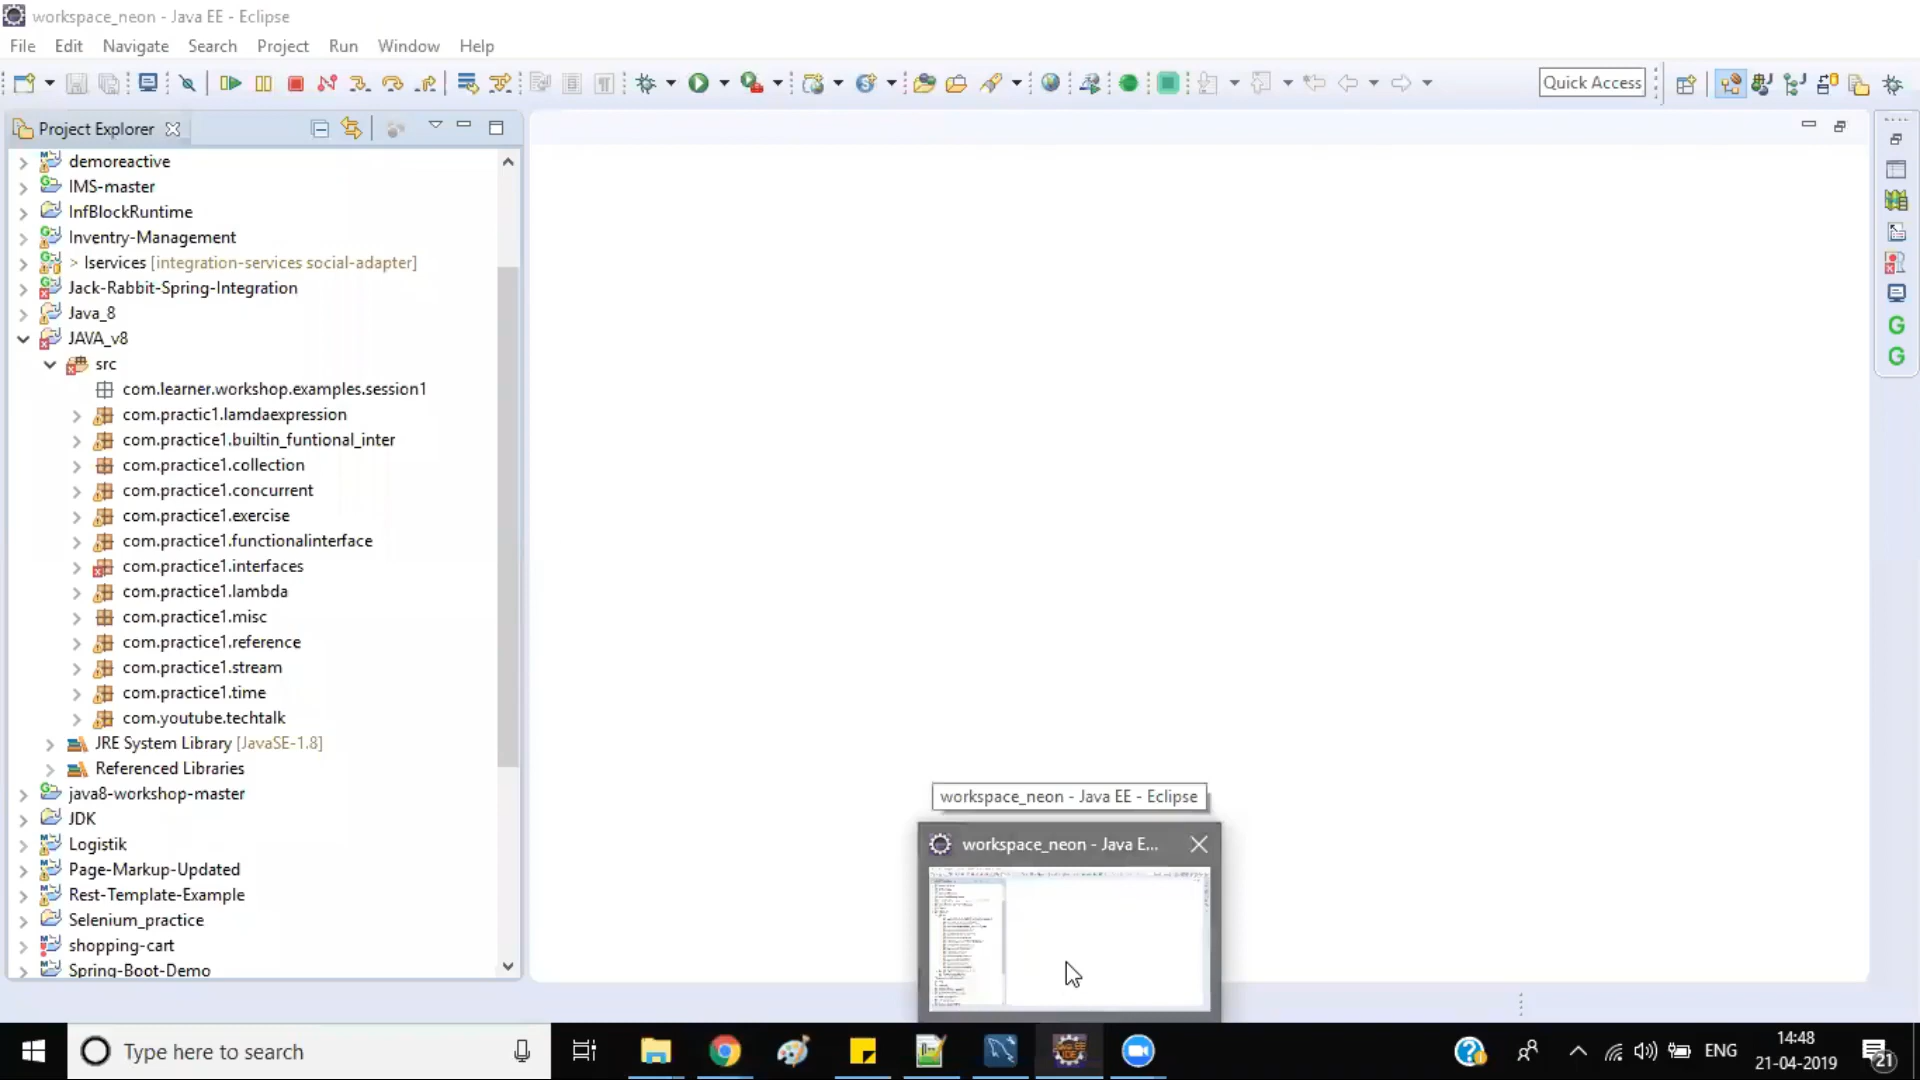 workspace_neon - Java EE - Eclipse
File Edit Navigate Search Project Run Window Help
Quick Access
Project Explorer
demoreactive
IMS-master
InfBlockRuntime
Inventry-Management
> Iservices [integration-services social-adapter]
Jack-Rabbit-Spring-Integration
Java_8
JAVA_v8
src
com.learner.workshop.examples.session1
com.practic1.lamdaexpression
com.practice1.builtin_funtional_inter
com.practice1.collection
com.practice1.concurrent
com.practice1.exercise
com.practice1.functionalinterface
com.practice1.interfaces
com.practice1.lambda
com.practice1.misc
com.practice1.reference
com.practice1.stream
com.practice1.time
com.youtube.techtalk
JRE System Library [JavaSE-1.8]
Referenced Libraries
java8-workshop-master
JDK
Logistik
Page-Markup-Updated
Rest-Template-Example
Selenium_practice
shopping-cart
Spring-Boot-Demo
workspace_neon - Java EE - Eclipse
workspace_neon - Java E...
Type here to search
ENG
14:48
21-04-2019
21